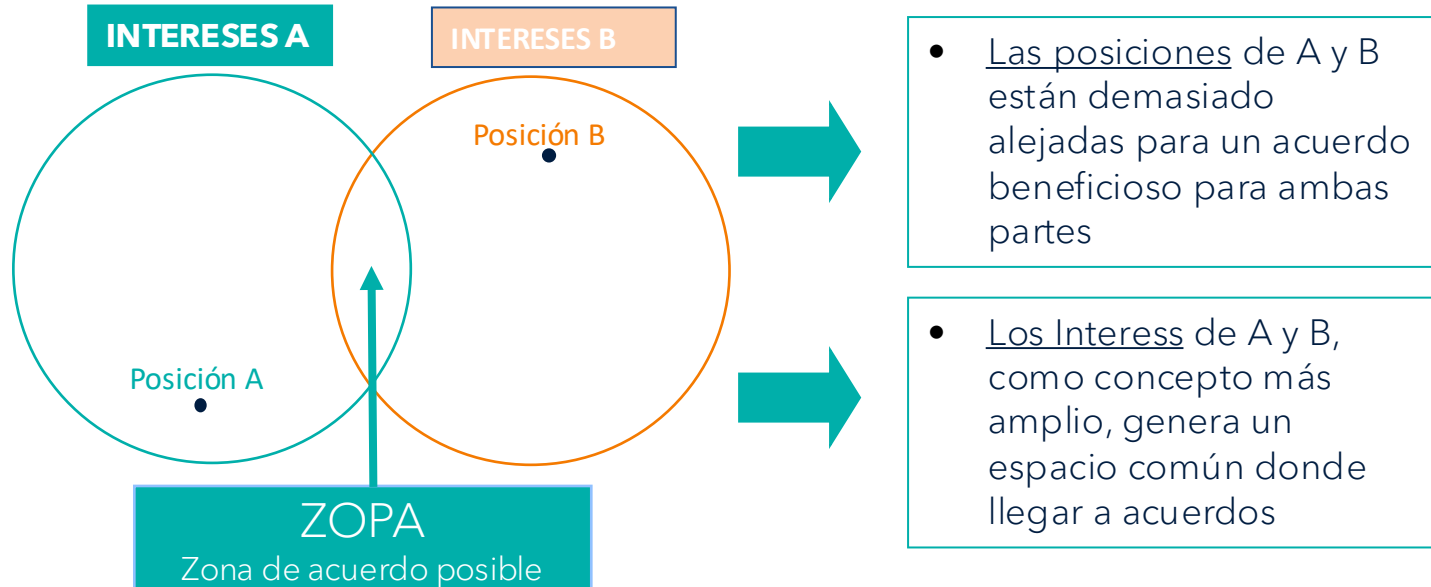 INTERESES A
INTERESES B
Posición B
Posición A
ZOPA
Zona de acuerdo posible
• Las posiciones de A y B
están demasiado
alejadas para un acuerdo
beneficioso para ambas
partes
• Los Interess de A y B,
como concepto más
amplio, genera un
espacio común donde
llegar a acuerdos